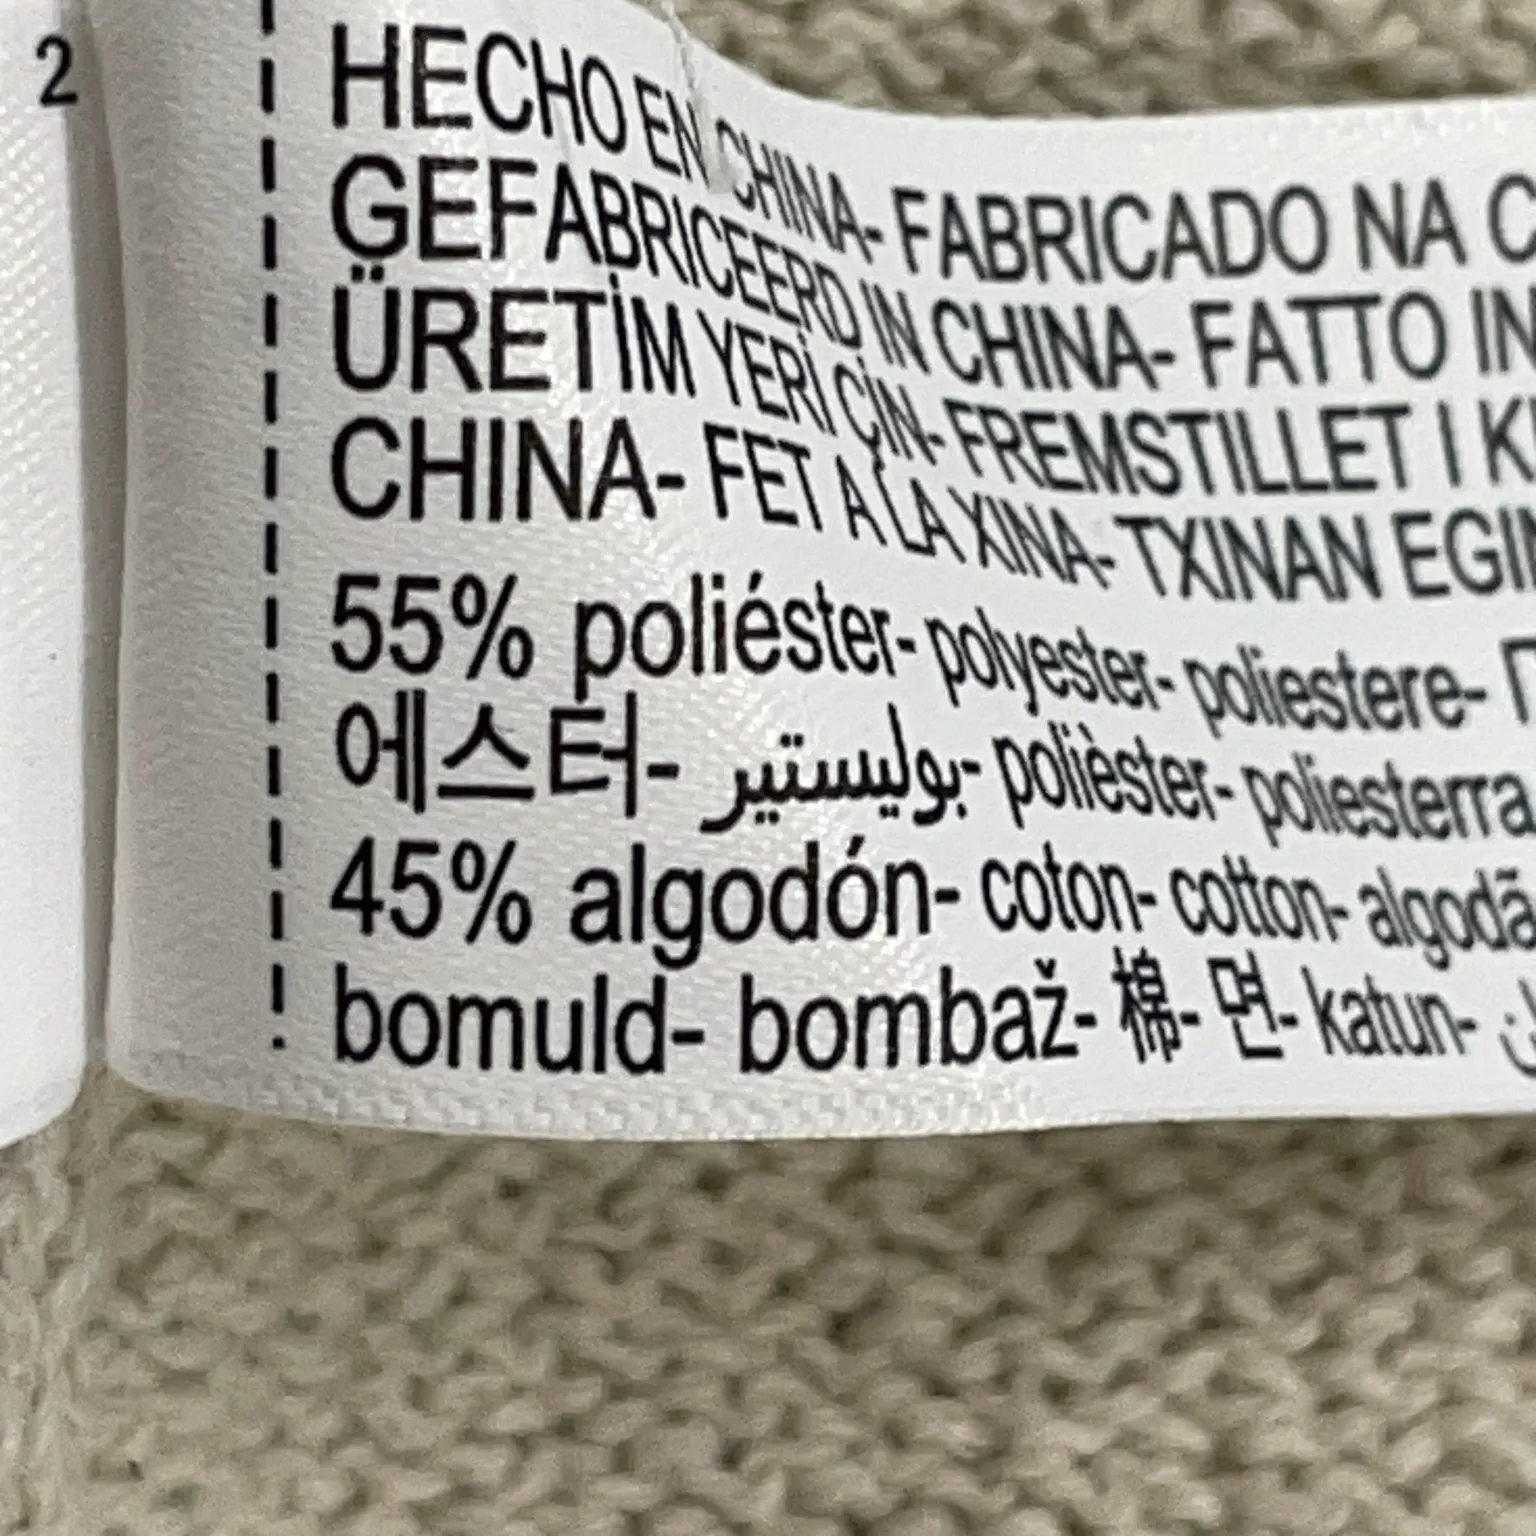 2
HECHO EN CHINA- FABRICADO NA
GEFABRICEERD IN CHINA- FATTO IN
ÜRETİM YERİ ÇİN- FREMSTILLET I
CHINA- FET A LA XINA- TXINAN
55% poliéster- polyester- poliestere-
에스터- بوليستير- polièster- poliesterra
45% algodón- coton- cotton-
bomuld- bombaž- 棉- 면- katun-